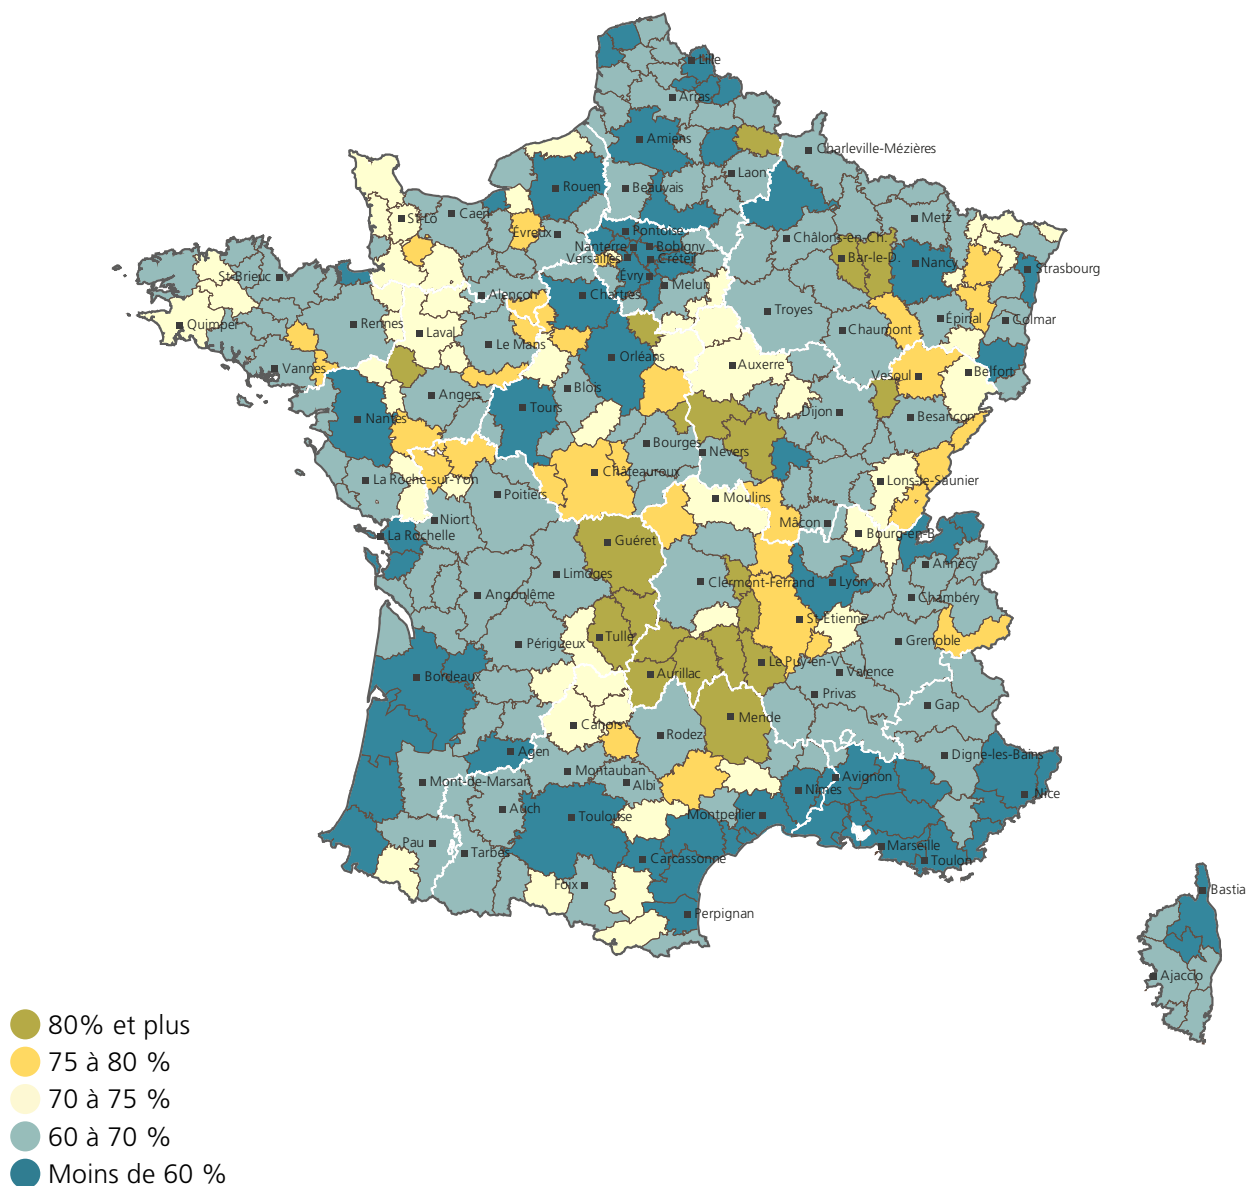 Lille
Arras
Amiens
Charleville-Mézières
Laon
Rouen
Beauvais
St-Lô
Caen
Metz
Évreux
Pontoise
Châlons-en-Ch.
Nanterre
Bobigny
Versailles
Créteil
Bar-le-D.
Nancy
Strasbourg
St-Brieuc
Évry
Melun
Alençon
Chartres
Troyes
Épinal
Colmar
Quimper
Rennes
Laval
Chaumont
Le Mans
Orléans
Vannes
Auxerre
Vesoul
Belfort
Angers
Blois
Nantes
Tours
Dijon
Besançon
Bourges
Nevers
Châteauroux
La Roche-sur-Yon
Lons-le-Saunier
Poitiers
Moulins
Niort
Mâcon
La Rochelle
Bourg-en-B.
Guéret
Annecy
Limoges
Clermont-Ferrand
Lyon
Angoulême
Chambéry
St-Etienne
Périgueux
Tulle
Grenoble
Le Puy-en-V.
Bordeaux
Aurillac
Valence
Privas
Gap
Cahors
Mende
Rodez
Agen
Digne-les-Bains
Montauban
Avignon
Mont-de-Marsan
Albi
Nîmes
Nice
Auch
Toulouse
Montpellier
Pau
Tarbes
Marseille
Carcassonne
Toulon
Foix
Bastia
Perpignan
Ajaccio
80% et plus
75 à 80 %
70 à 75 %
60 à 70 %
Moins de 60 %